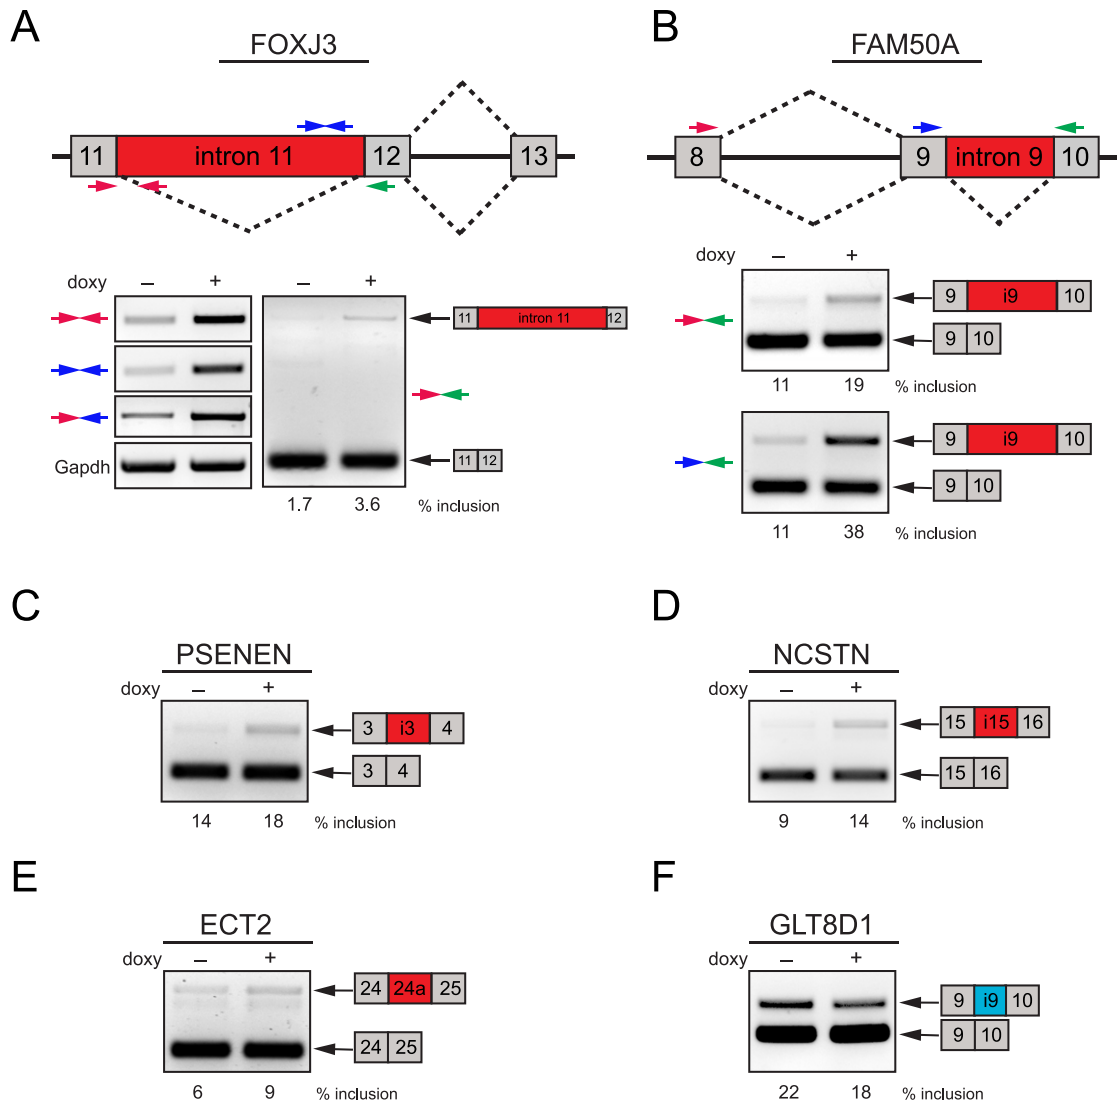 A
FOXJ3
11 intron 11 12 13
doxy – +
– +
11 intron 11 12
Gapdh
11 12
1.7 3.6 % inclusion
B
FAM50A
8 9 intron 9 10
doxy – +
9 i9 10
9 10
11 19 % inclusion
9 i9 10
9 10
11 38 % inclusion
C
PSENEN
doxy – +
3 i3 4
3 4
14 18 % inclusion
D
NCSTN
doxy – +
15 i15 16
15 16
9 14 % inclusion
E
ECT2
doxy – +
24 24a 25
24 25
6 9 % inclusion
F
GLT8D1
doxy – +
9 i9 10
9 10
22 18 % inclusion